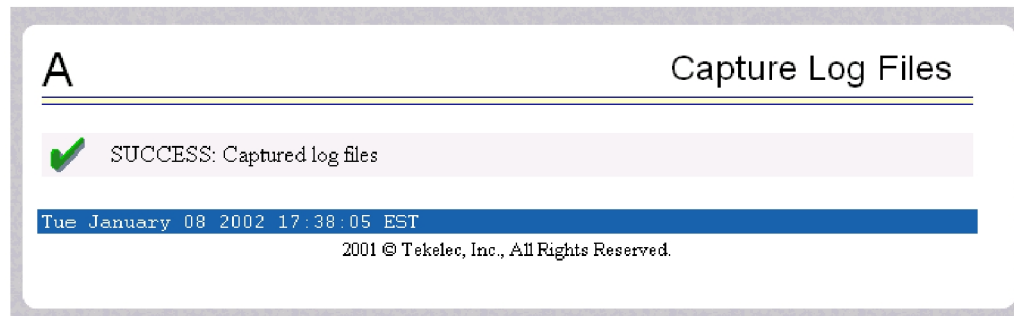 A
Capture Log Files
SUCCESS: Captured log files
Tue January 08 2002 17:38:05 EST
2001 © Tekelec, Inc., All Rights Reserved.